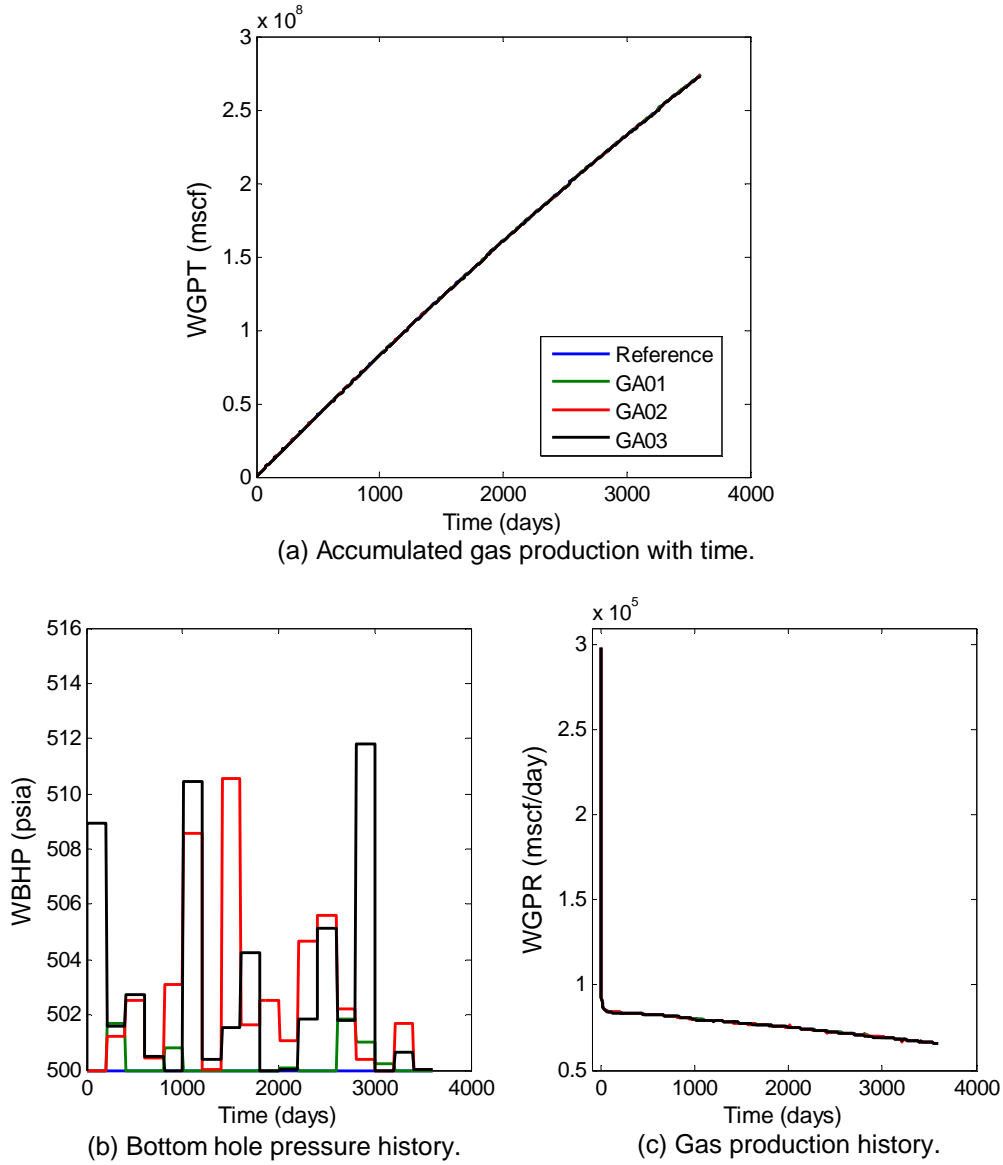 x 10^8
3
2.5
2
1.5
1
0.5
0
WGPT (mscf)
Reference
GA01
GA02
GA03
0 1000 2000 3000 4000
Time (days)
(a) Accumulated gas production with time.
516
514
512
510
508
506
504
502
500
WBHP (psia)
0 1000 2000 3000 4000
Time (days)
(b) Bottom hole pressure history.
x 10^5
3
2.5
2
1.5
1
0.5
WGPR (mscf/day)
0 1000 2000 3000 4000
Time (days)
(c) Gas production history.